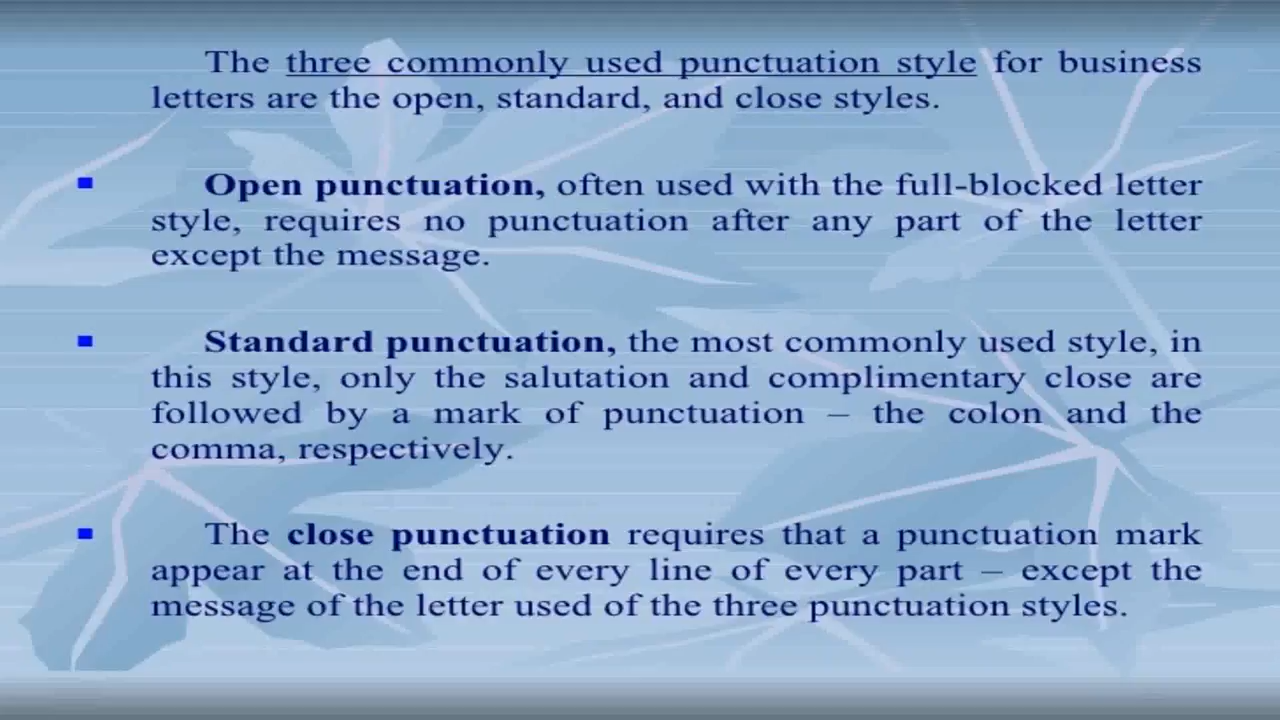 The three commonly used punctuation style for business
letters are the open, standard, and close styles.
Open punctuation, often used with the full-blocked letter
style, requires no punctuation after any part of the letter
except the message.
Standard punctuation, the most commonly used style, in
this style, only the salutation and complimentary close are
followed by a mark of punctuation – the colon and the
comma, respectively.
The close punctuation requires that a punctuation mark
appear at the end of every line of every part – except the
message of the letter used of the three punctuation styles.